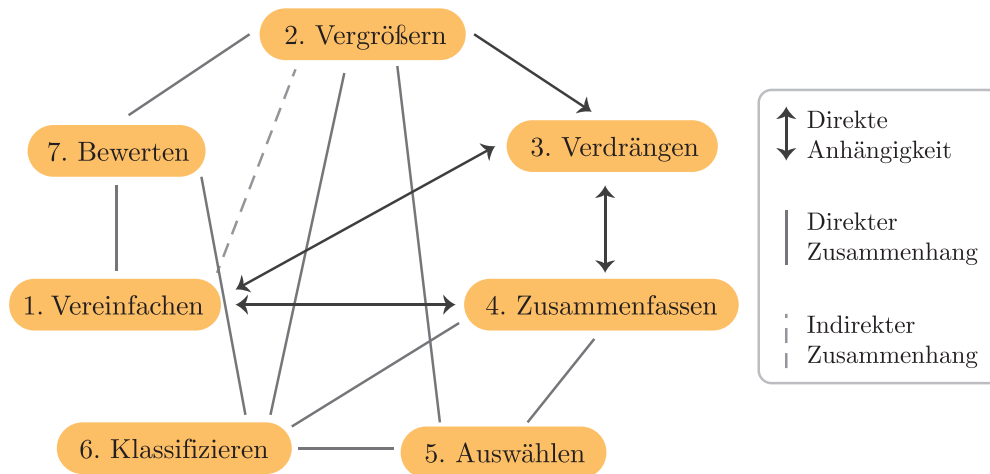 2. Vergrößern
7. Bewerten
3. Verdrängen
1. Vereinfachen
4. Zusammenfassen
6. Klassifizieren
5. Auswählen
Direkte
Anhängigkeit
Direkter
Zusammenhang
Indirekter
Zusammenhang